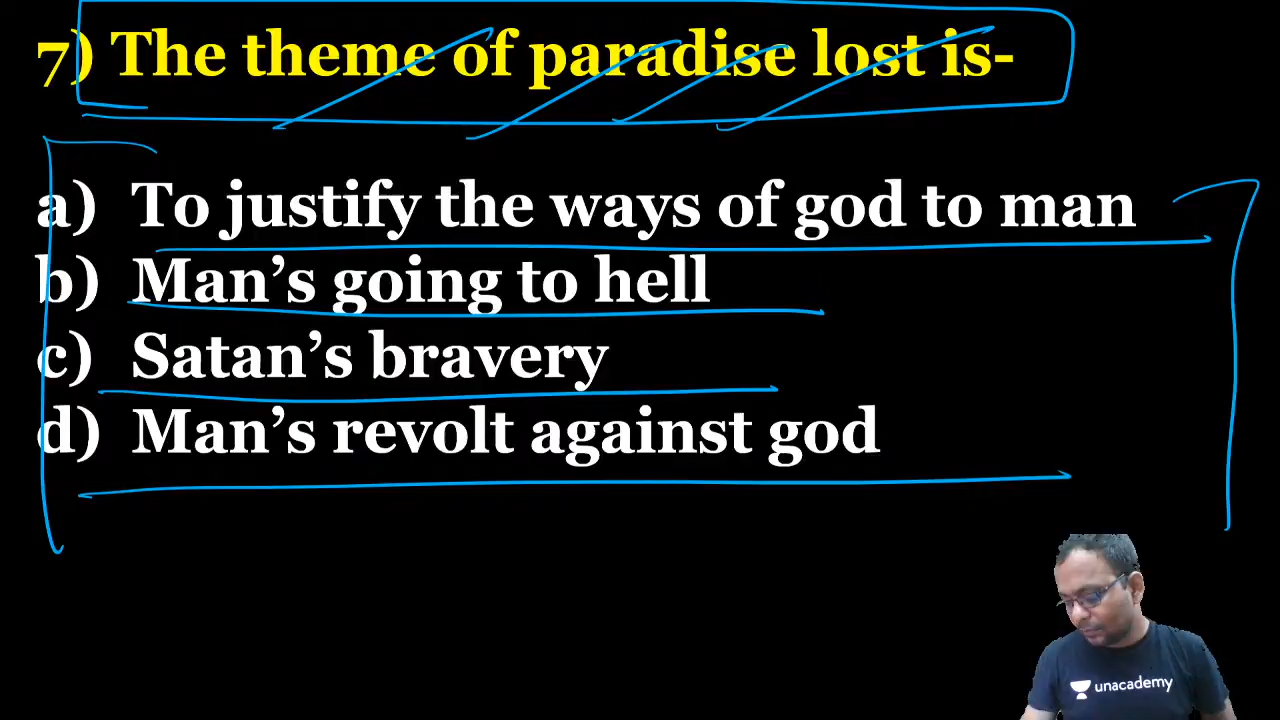 7) The theme of paradise lost is-
a) To justify the ways of god to man
b) Man’s going to hell
c) Satan’s bravery
d) Man’s revolt against god
unacademy